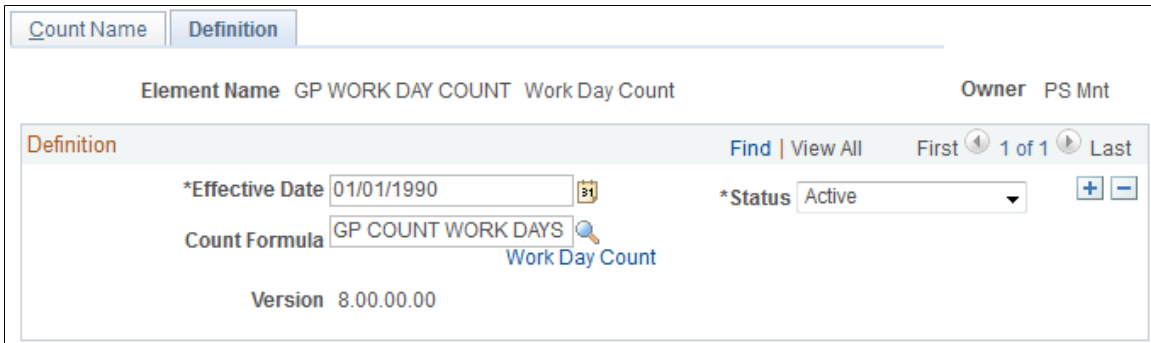 Count Name Definition
Element Name GP WORK DAY COUNT Work Day Count Owner PS Mnt
Definition Find | View All First 1 of 1 Last
*Effective Date 01/01/1990 31 *Status Active + −
Count Formula GP COUNT WORK DAYS
Work Day Count
Version 8.00.00.00